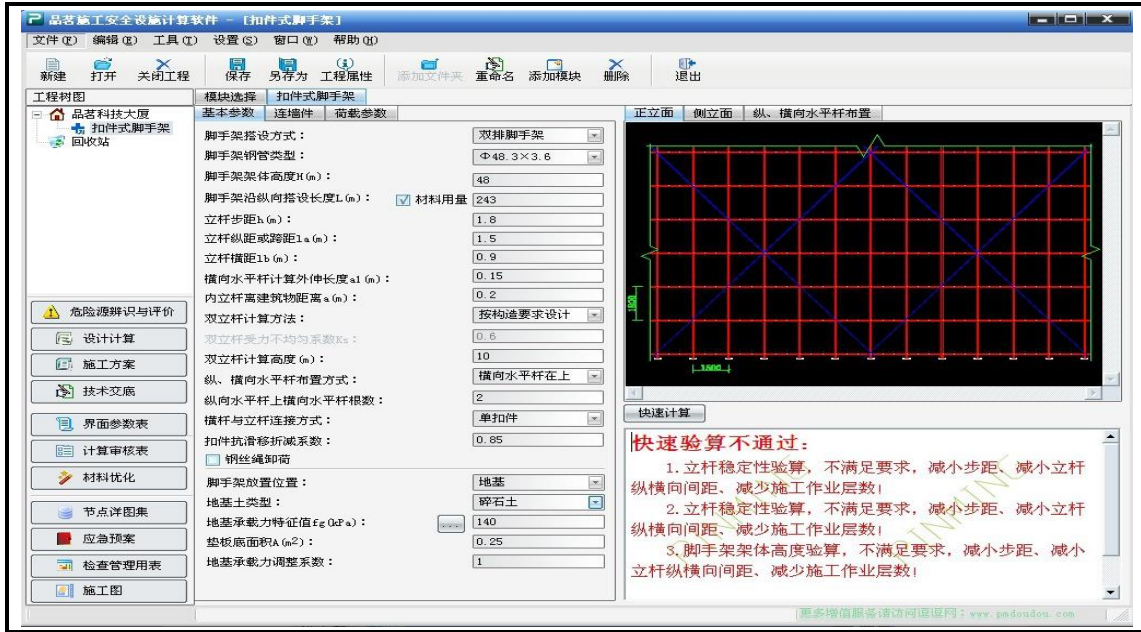 品茗施工安全设施计算软件 - [扣件式脚手架]
文件(F) 编辑(E) 工具(T) 设置(S) 窗口(W) 帮助(H)
新建 打开 关闭工程 保存 另存为 工程属性 添加文件夹 重命名 添加模块 删除 退出
工程树图
品茗科技大厦
扣件式脚手架
回收站
危险源辨识与评价
设计计算
施工方案
技术交底
界面参数表
计算审核表
材料优化
节点详图集
应急预案
检查管理用表
施工图
模块选择 扣件式脚手架
基本参数 连墙件 荷载参数
脚手架搭设方式： 双排脚手架
脚手架钢管类型： Φ48.3×3.6
脚手架架体高度H(m)： 48
脚手架沿纵向搭设长度L(m)： 材料用量 243
立杆步距h(m)： 1.8
立杆纵距或跨距la(m)： 1.5
立杆横距lb(m)： 0.9
横向水平杆计算外伸长度a1(m)： 0.15
内立杆离建筑物距离a(m)： 0.2
双立杆计算方法： 按构造要求设计
双立杆受力不均匀系数Ks： 0.6
双立杆计算高度(m)： 10
纵、横向水平杆布置方式： 横向水平杆在上
纵向水平杆上横向水平杆根数： 2
横杆与立杆连接方式： 单扣件
扣件抗滑移折减系数： 0.85
钢丝绳卸荷
脚手架放置位置： 地基
地基土类型： 碎石土
地基承载力特征值fg(kPa)： ... 140
垫板底面积A(m2)： 0.25
地基承载力调整系数： 1
正立面 侧立面 纵、横向水平杆布置
1800
1500
快速计算
快速验算不通过：
1.立杆稳定性验算，不满足要求，减小步距、减小立杆
纵横向间距、减少施工作业层数!
2.立杆稳定性验算，不满足要求，减小步距、减小立杆
纵横向间距、减少施工作业层数!
3.脚手架架体高度验算，不满足要求，减小步距、减小
立杆纵横向间距、减少施工作业层数!
PINMING PINMING
更多增值服务请访问逗逗网：www.pmdoudou.com